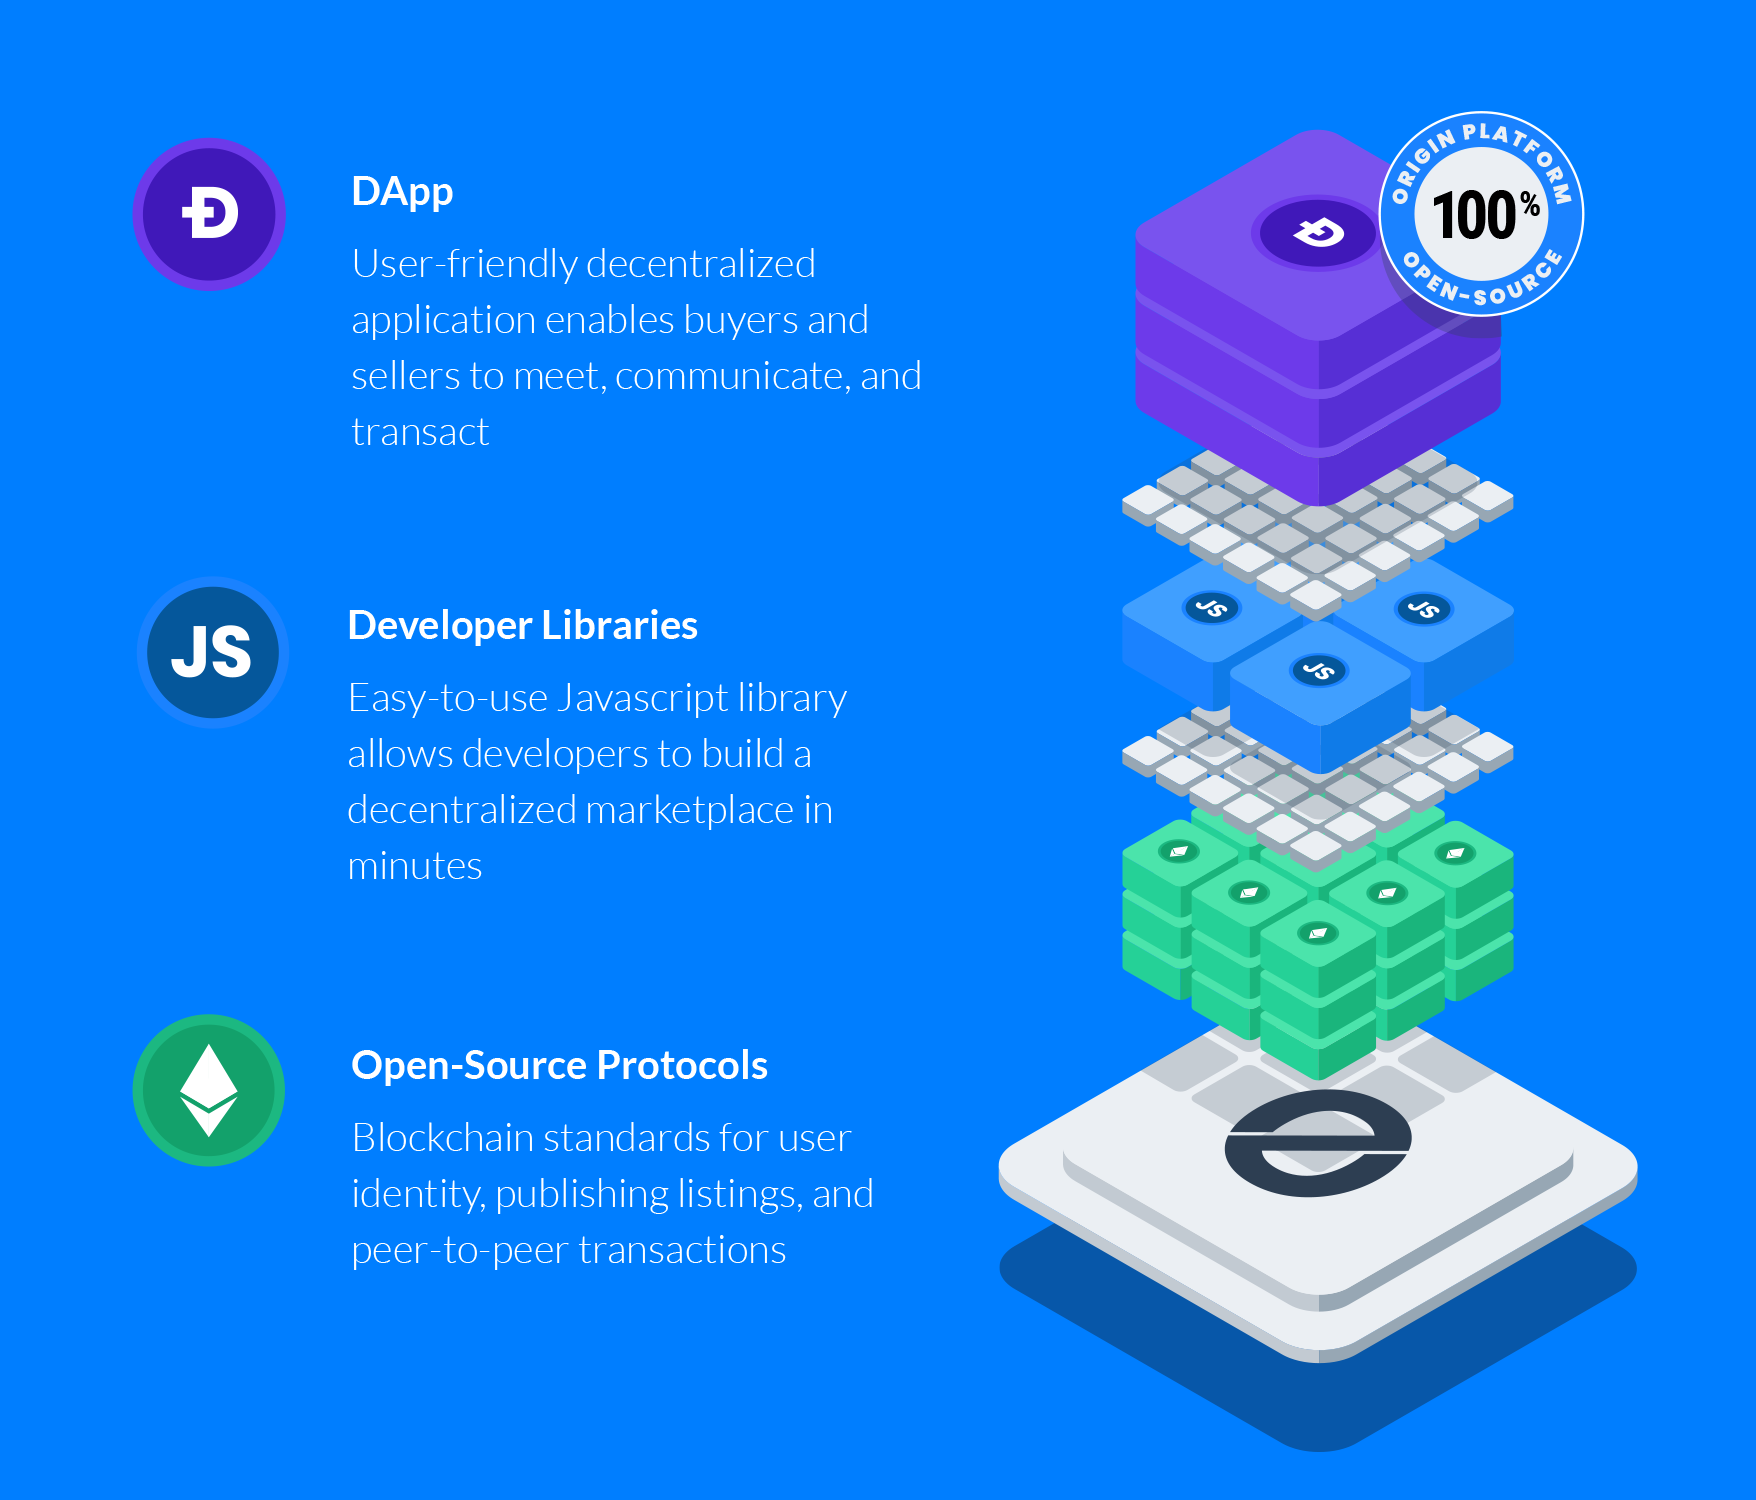 DApp
User-friendly decentralized
application enables buyers and
sellers to meet, communicate, and
transact
JS
Developer Libraries
Easy-to-use Javascript library
allows developers to build a
decentralized marketplace in
minutes
Open-Source Protocols
Blockchain standards for user
identity, publishing listings, and
peer-to-peer transactions
ORIGIN PLATFORM
100%
OPEN-SOURCE
JS
JS
JS